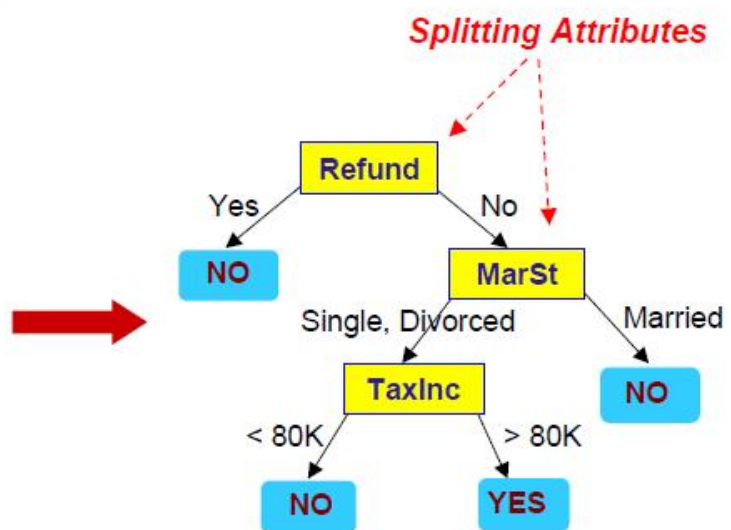 Splitting Attributes
Refund
Yes
No
NO
MarSt
Single, Divorced
Married
TaxInc
NO
< 80K
> 80K
NO
YES